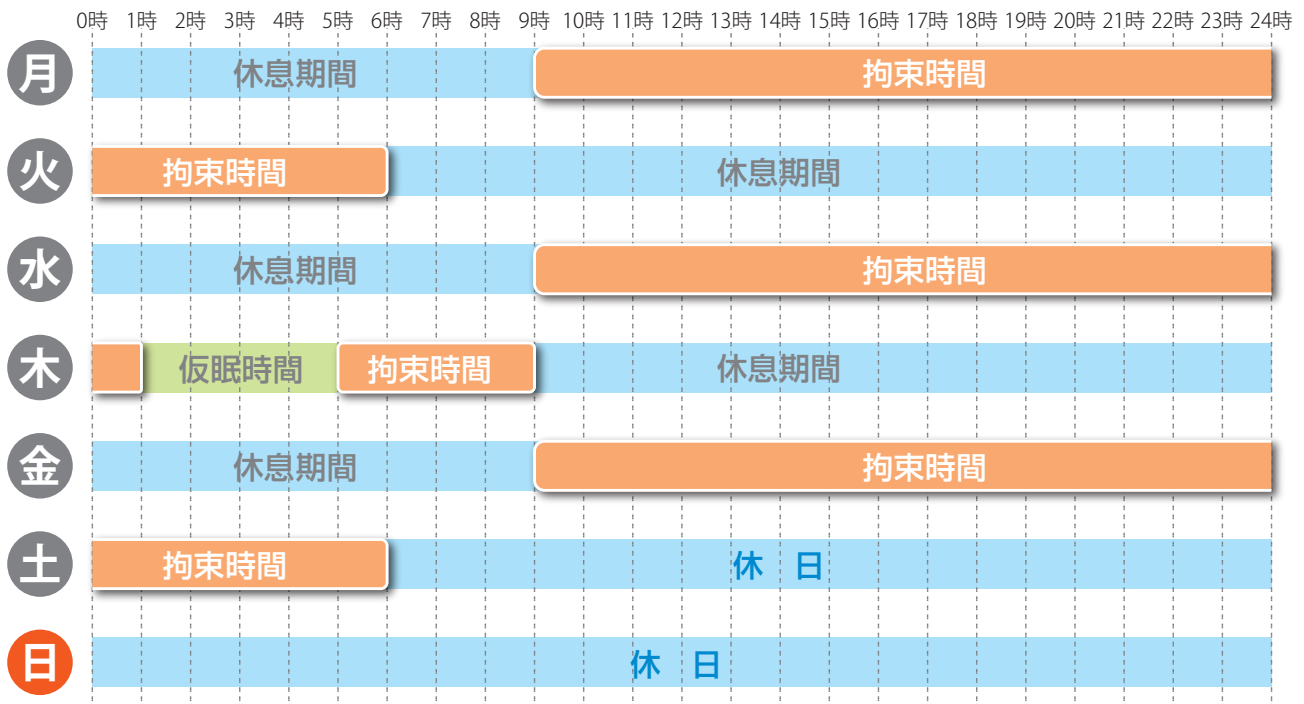 0時 1時 2時 3時 4時 5時 6時 7時 8時 9時 10時 11時 12時 13時 14時 15時 16時 17時 18時 19時 20時 21時 22時 23時 24時
月 休息期間 拘束時間
火 拘束時間 休息期間
水 休息期間 拘束時間
木 仮眠時間 拘束時間 休息期間
金 休息期間 拘束時間
土 拘束時間 休 日
日 休 日